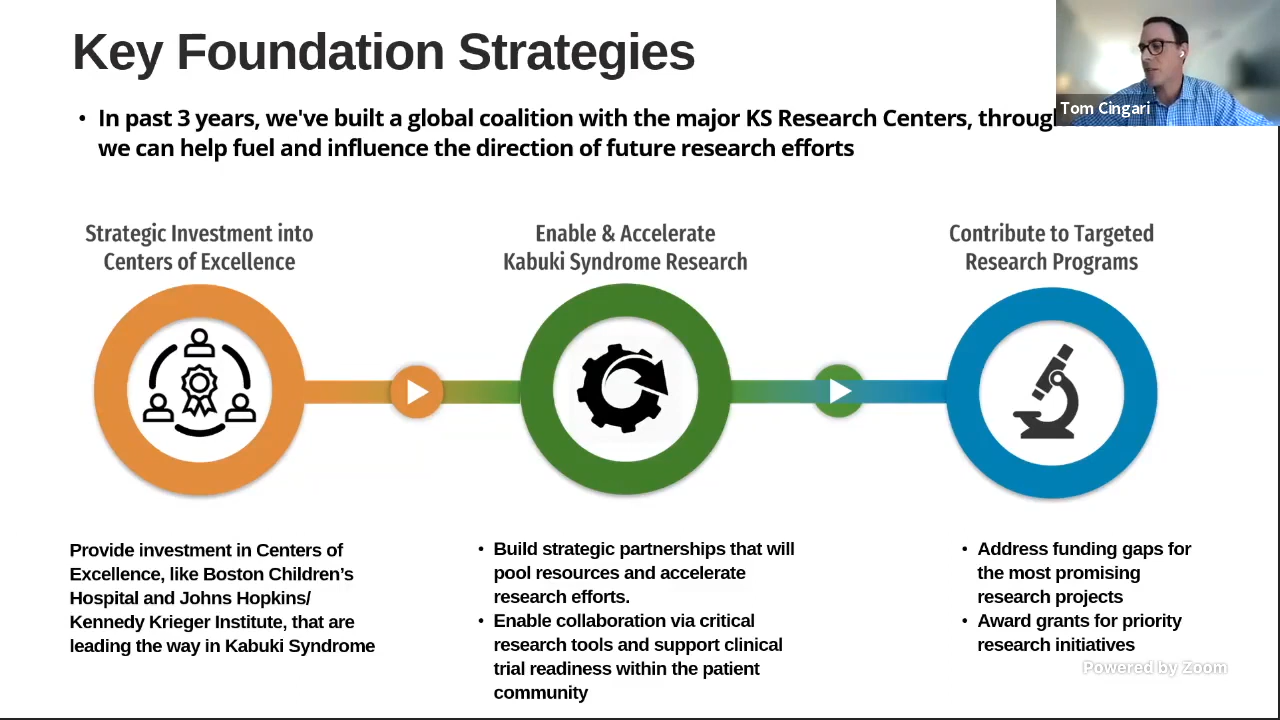 Key Foundation Strategies
Tom Cingari
• In past 3 years, we've built a global coalition with the major KS Research Centers,
we can help fuel and influence the direction of future research efforts
Strategic Investment into
Centers of Excellence
Enable & Accelerate
Kabuki Syndrome Research
Contribute to Targeted
Research Programs
Provide investment in Centers of
Excellence, like Boston Children’s
Hospital and Johns Hopkins/
Kennedy Krieger Institute, that are
leading the way in Kabuki Syndrome
• Build strategic partnerships that will
pool resources and accelerate
research efforts.
• Enable collaboration via critical
research tools and support clinical
trial readiness within the patient
community
• Address funding gaps for
the most promising
research projects
• Award grants for priority
research initiatives
Powered by Zoom